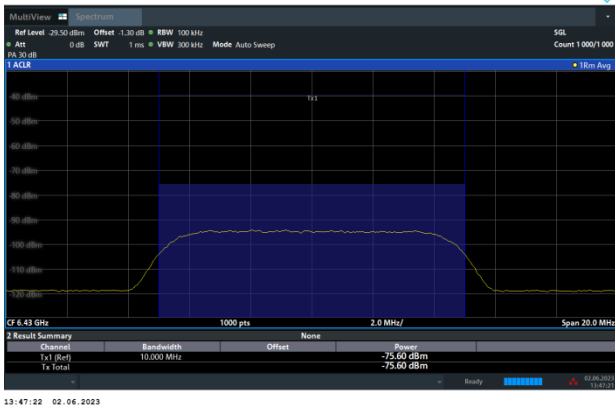 MultiView Spectrum
Ref Level -29.50 dBm Offset -1.30 dB RBW 100 kHz SGL
Att 0 dB SWT 1 ms VBW 300 kHz Mode Auto Sweep Count 1000/1000
PA 30 dB
1 ACLR 1Rm Avg
Tx1
-40 dBm
-50 dBm
-60 dBm
-70 dBm
-80 dBm
-90 dBm
-100 dBm
-110 dBm
-120 dBm
CF 6.43 GHz 1000 pts 2.0 MHz/ Span 20.0 MHz
2 Result Summary None
Channel Bandwidth Offset Power
Tx1 (Ref) 10.000 MHz -75.60 dBm
Tx Total -75.60 dBm
Ready 02.06.2023
13:47:21
13:47:22 02.06.2023